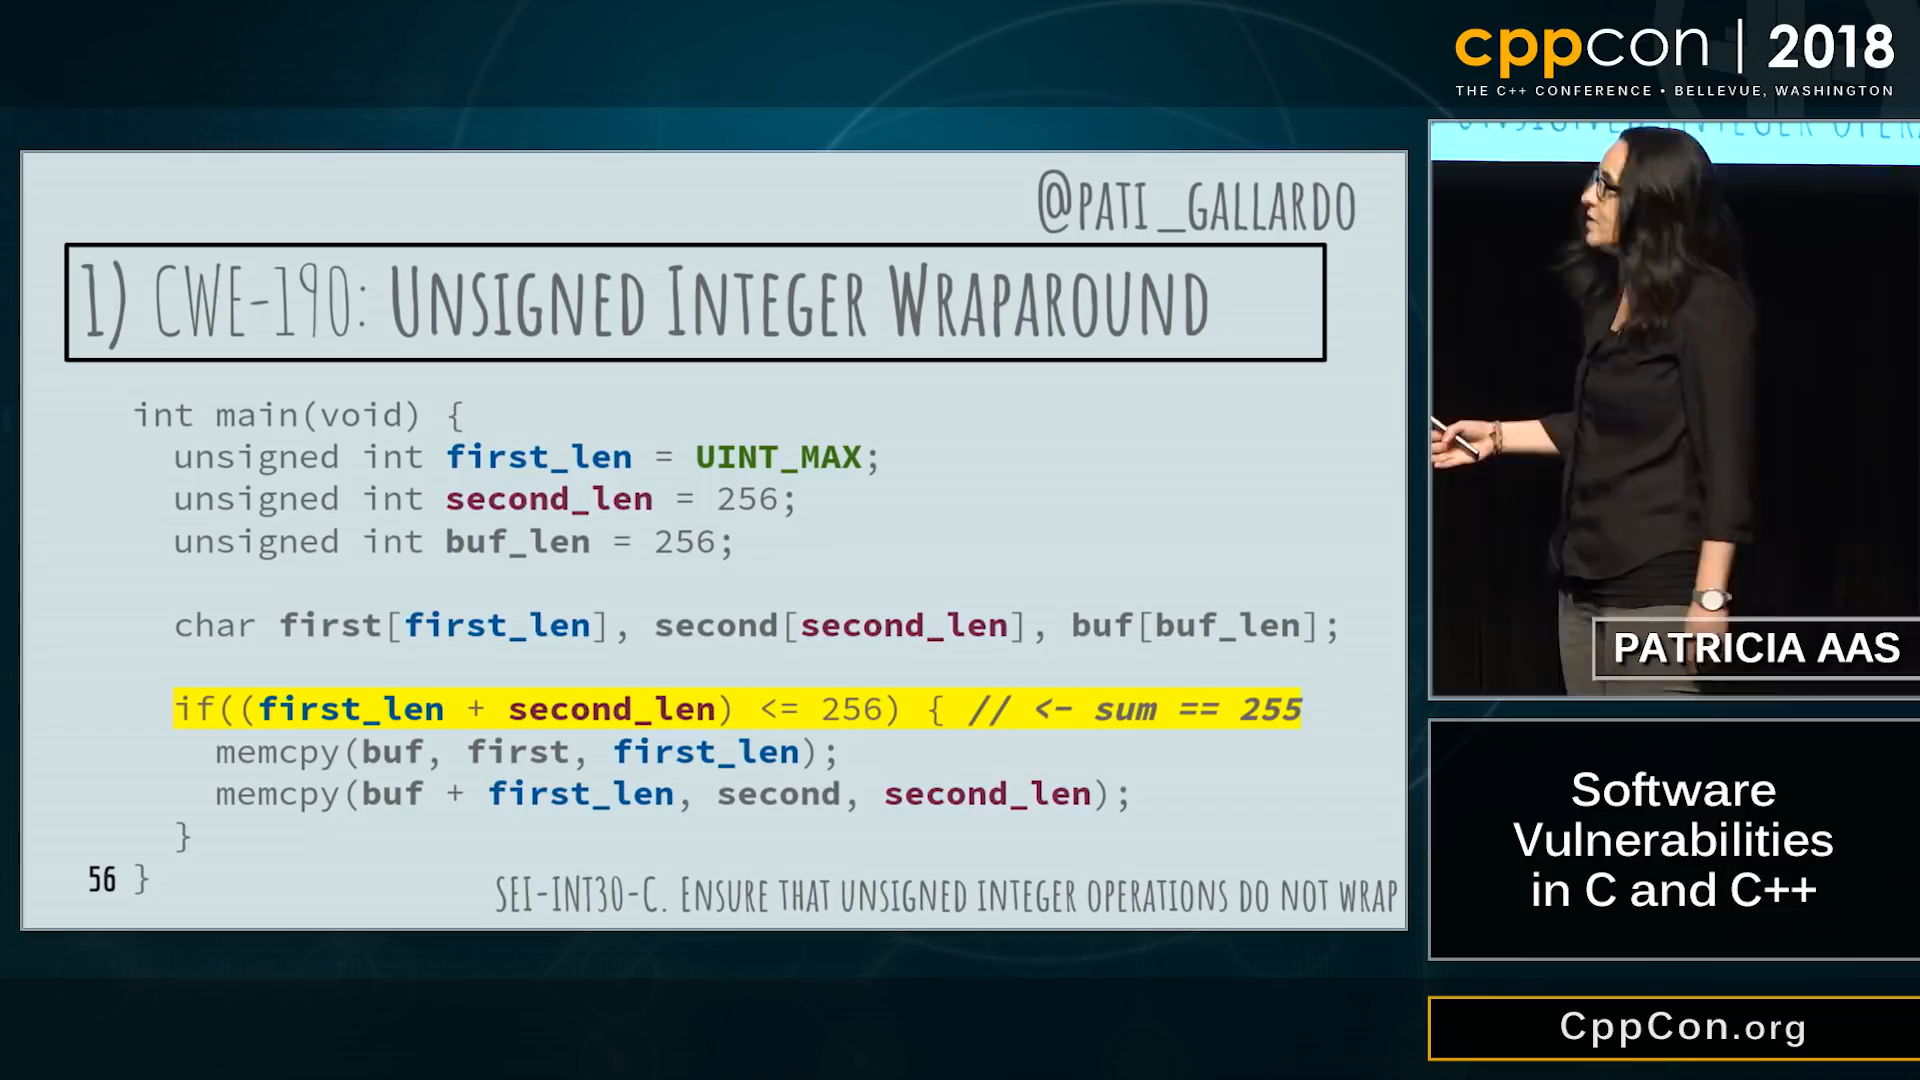 cppcon | 2018
THE C++ CONFERENCE • BELLEVUE, WASHINGTON
@PATI_GALLARDO
1) CWE-190: UNSIGNED INTEGER WRAPAROUND
int main(void) {
unsigned int first_len = UINT_MAX;
unsigned int second_len = 256;
unsigned int buf_len = 256;
char first[first_len], second[second_len], buf[buf_len];
if((first_len + second_len) <= 256) { // <- sum == 255
memcpy(buf, first, first_len);
memcpy(buf + first_len, second, second_len);
}
56 }
SEI-INT30-C. ENSURE THAT UNSIGNED INTEGER OPERATIONS DO NOT WRAP
UNSIGNED INTEGER OPERA
PATRICIA AAS
Software
Vulnerabilities
in C and C++
CppCon.org